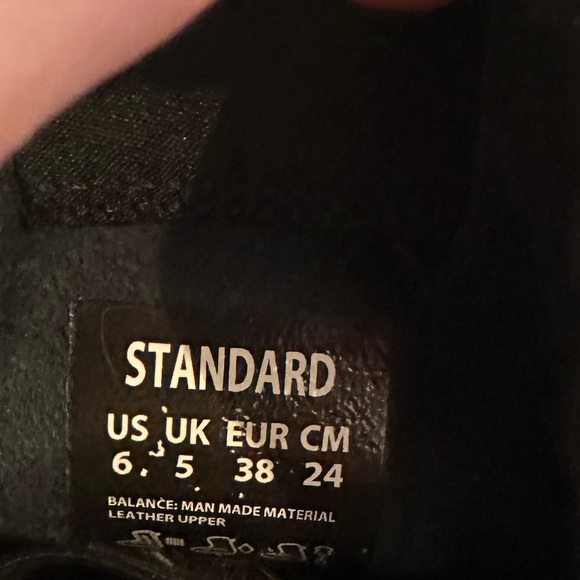 STANDARD
US UK EUR CM
6. 5 38 24
BALANCE: MAN MADE MATERIAL
LEATHER UPPER